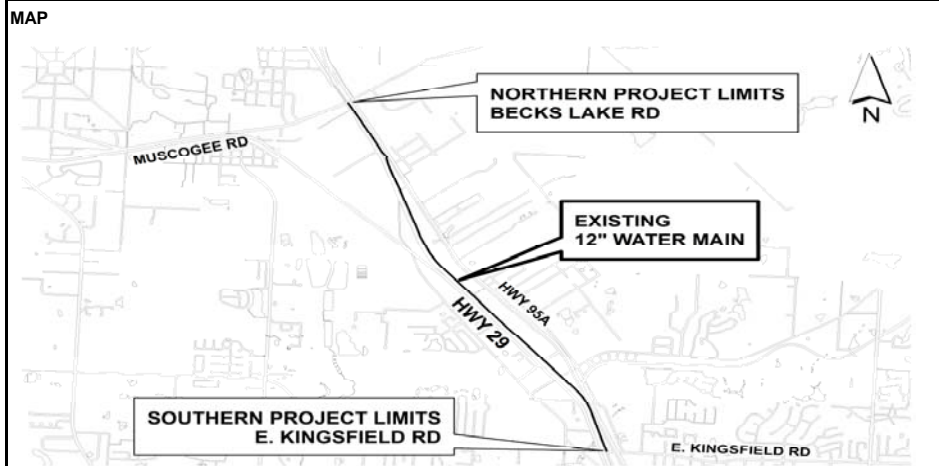 MAP
NORTHERN PROJECT LIMITS
BECKS LAKE RD
N
MUSCOGEE RD
EXISTING
12" WATER MAIN
HWY 95A
HWY 29
SOUTHERN PROJECT LIMITS
E. KINGSFIELD RD
E. KINGSFIELD RD